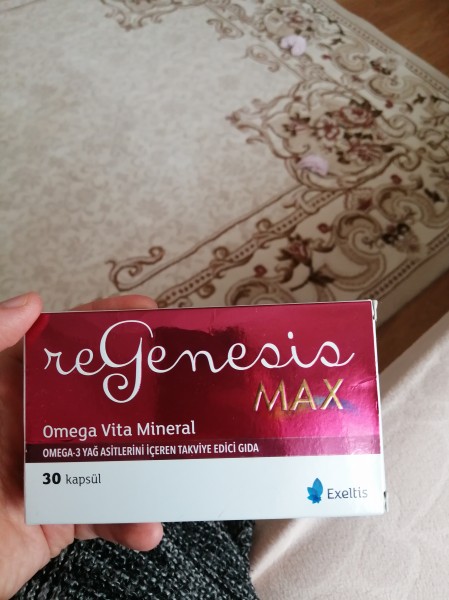 reGenesis
MAX
Omega Vita Mineral
OMEGA-3 YAĞ ASİTLERİNİ İÇEREN TAKVİYE EDİCİ GIDA
30 kapsül
Exeltis